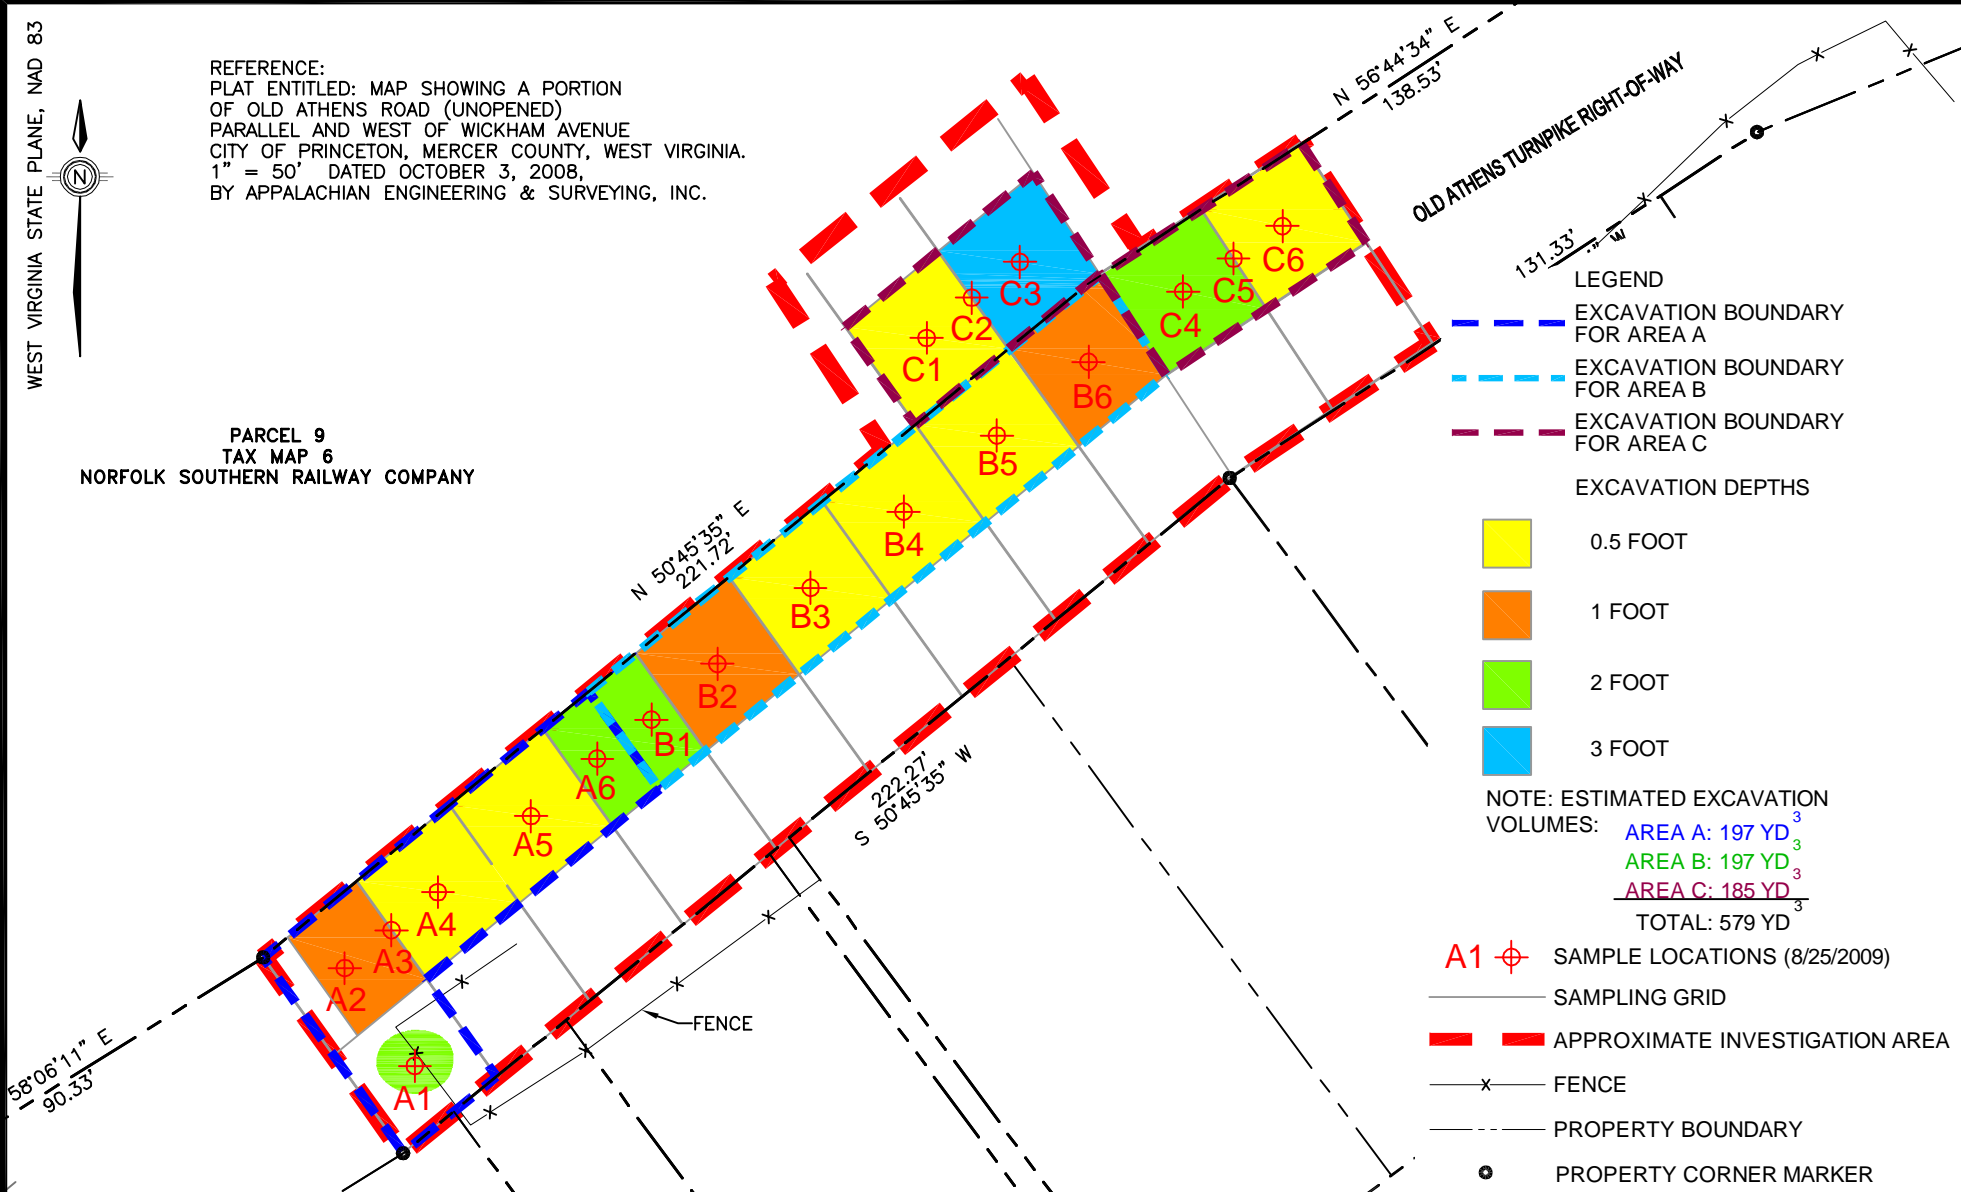 WEST VIRGINIA STATE PLANE, NAD 83
N
REFERENCE:
PLAT ENTITLED: MAP SHOWING A PORTION
OF OLD ATHENS ROAD (UNOPENED)
PARALLEL AND WEST OF WICKHAM AVENUE
CITY OF PRINCETON, MERCER COUNTY, WEST VIRGINIA.
1" = 50' DATED OCTOBER 3, 2008,
BY APPALACHIAN ENGINEERING & SURVEYING, INC.
PARCEL 9
TAX MAP 6
NORFOLK SOUTHERN RAILWAY COMPANY
N 56°44'34" E
138.53'
OLD ATHENS TURNPIKE RIGHT-OF-WAY
131.33'
" W
N 50°45'35" E
221.72'
222.27'
S 50°45'35" W
58°06'11" E
90.33'
C6
C5
C4
C3
C2
C1
B6
B5
B4
B3
B2
B1
A6
A5
A4
A3
A2
A1
FENCE
LEGEND
EXCAVATION BOUNDARY
FOR AREA A
EXCAVATION BOUNDARY
FOR AREA B
EXCAVATION BOUNDARY
FOR AREA C
EXCAVATION DEPTHS
0.5 FOOT
1 FOOT
2 FOOT
3 FOOT
NOTE: ESTIMATED EXCAVATION
VOLUMES:
AREA A: 197 YD³
AREA B: 197 YD³
AREA C: 185 YD³
TOTAL: 579 YD³
A1 SAMPLE LOCATIONS (8/25/2009)
SAMPLING GRID
APPROXIMATE INVESTIGATION AREA
FENCE
PROPERTY BOUNDARY
PROPERTY CORNER MARKER